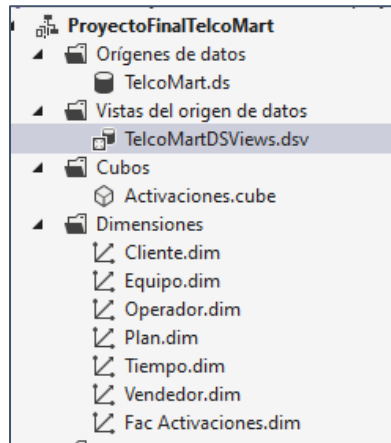 ProyectoFinalTelcoMart
Orígenes de datos
TelcoMart.ds
Vistas del origen de datos
TelcoMartDSViews.dsv
Cubos
Activaciones.cube
Dimensiones
Cliente.dim
Equipo.dim
Operador.dim
Plan.dim
Tiempo.dim
Vendedor.dim
Fac Activaciones.dim